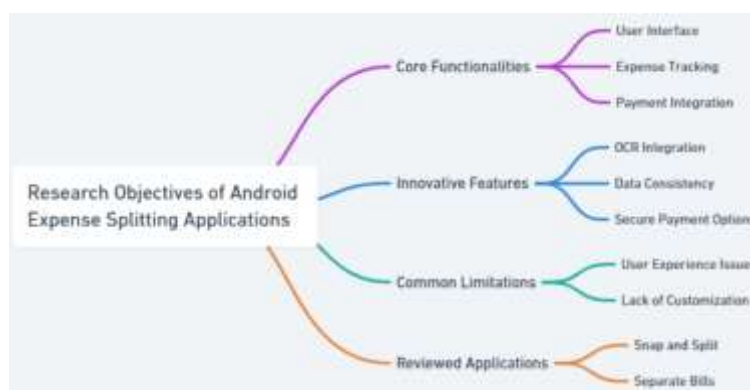 Research Objectives of Android
Expense Splitting Applications
Core Functionalities
User Interface
Expense Tracking
Payment Integration
Innovative Features
OCR Integration
Data Consistency
Secure Payment Option
Common Limitations
User Experience Issue
Lack of Customization
Reviewed Applications
Snap and Split
Separate Bills